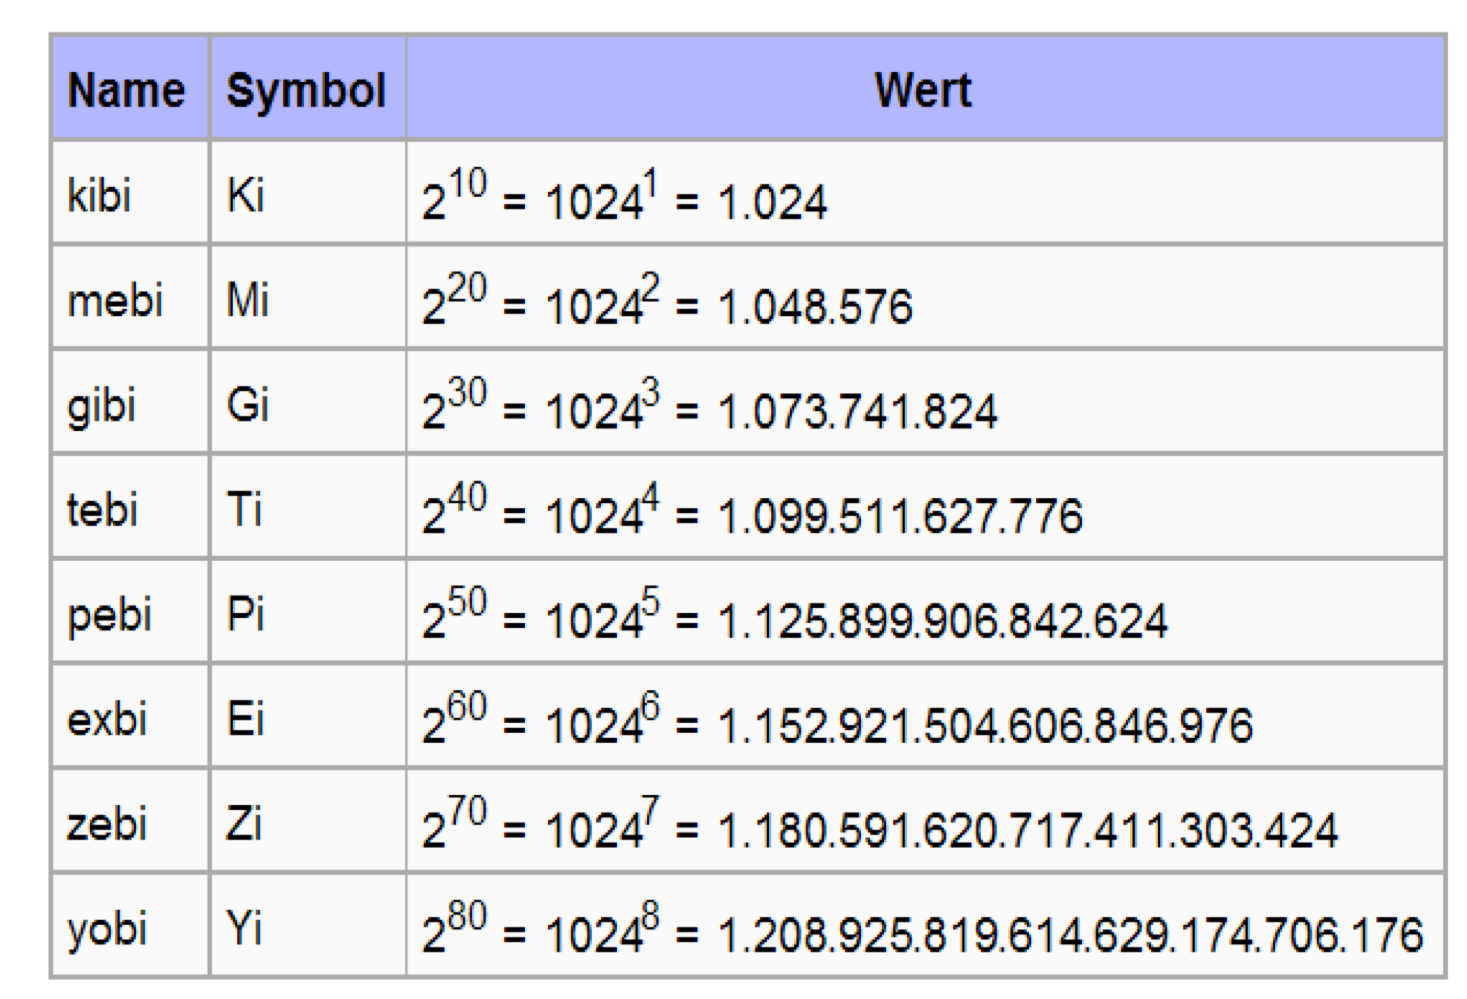 Name Symbol Wert
kibi Ki 2^10 = 1024^1 = 1.024
mebi Mi 2^20 = 1024^2 = 1.048.576
gibi Gi 2^30 = 1024^3 = 1.073.741.824
tebi Ti 2^40 = 1024^4 = 1.099.511.627.776
pebi Pi 2^50 = 1024^5 = 1.125.899.906.842.624
exbi Ei 2^60 = 1024^6 = 1.152.921.504.606.846.976
zebi Zi 2^70 = 1024^7 = 1.180.591.620.717.411.303.424
yobi Yi 2^80 = 1024^8 = 1.208.925.819.614.629.174.706.176